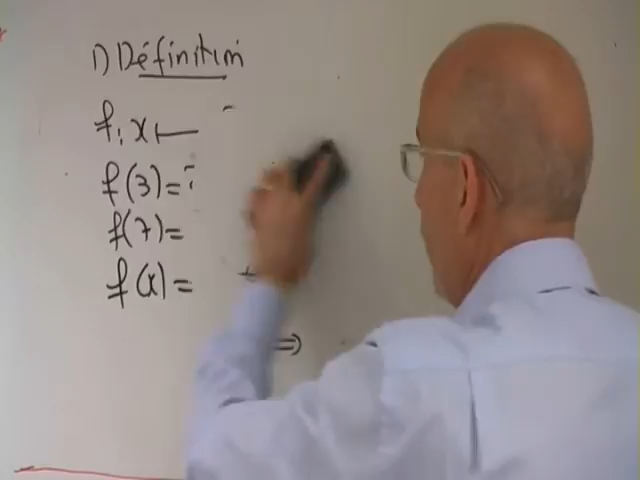 1) Définition
f: x ⟼
f(3) =
f(7) =
f(x) =
⇒